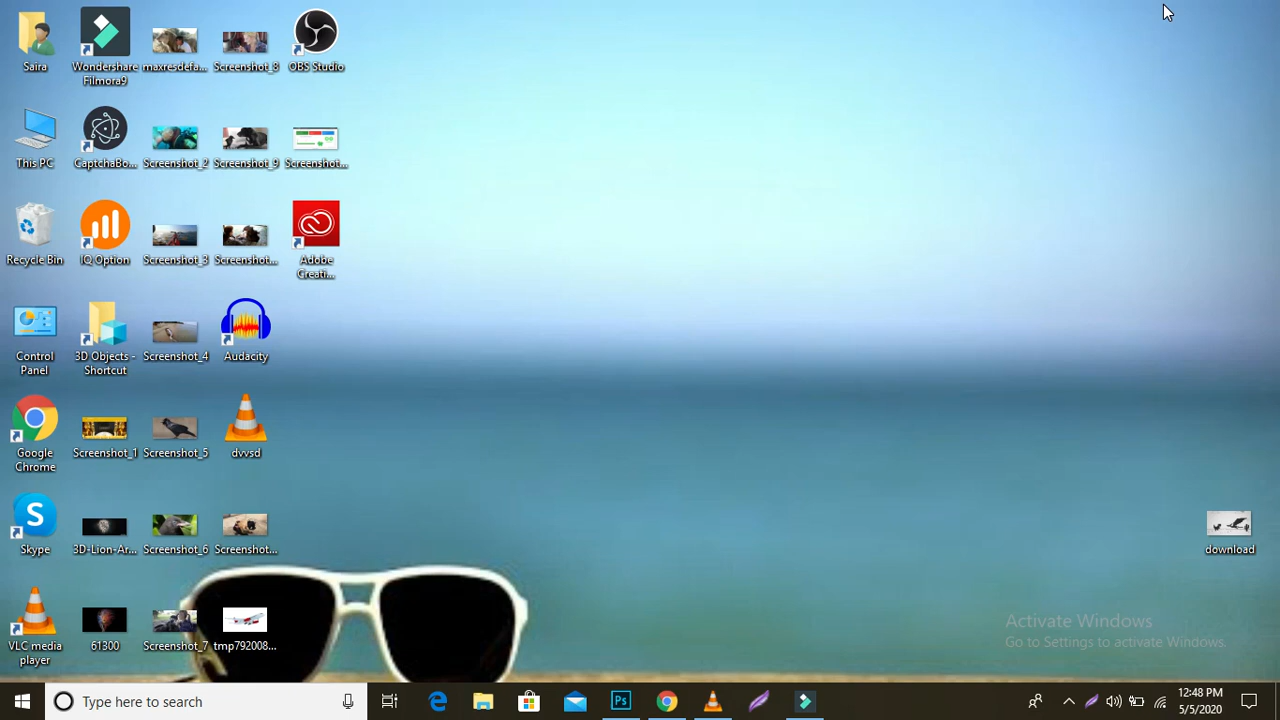 Saira
Wondershare
Filmora9
maxresdefa...
Screenshot_8
OBS Studio
This PC
CaptchaBo...
Screenshot_2
Screenshot_9
Screenshot...
Recycle Bin
IQ Option
Screenshot_3
Screenshot...
Adobe
Creati...
Control
Panel
3D Objects -
Shortcut
Screenshot_4
Audacity
Google
Chrome
Screenshot_1
Screenshot_5
dvvsd
Skype
3D-Lion-Ar...
Screenshot_6
Screenshot...
download
VLC media
player
61300
Screenshot_7
tmp792008...
Activate Windows
Go to Settings to activate Windows.
Type here to search
Ps
12:48 PM
5/5/2020